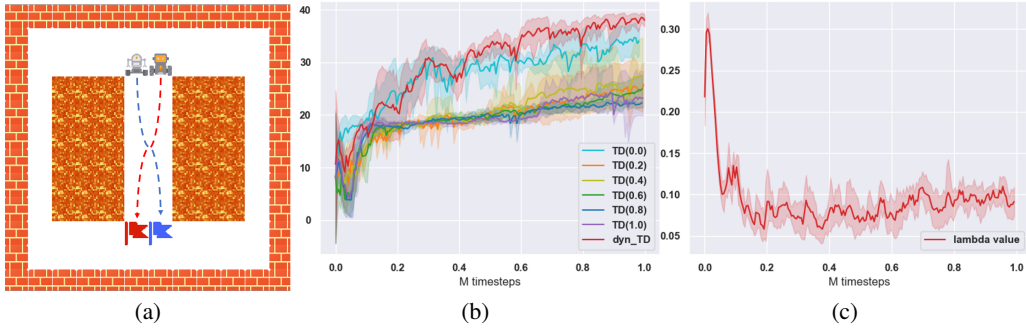 40
30
20
10
0
TD(0.0)
TD(0.2)
TD(0.4)
TD(0.6)
TD(0.8)
TD(1.0)
dyn_TD
0.0 0.2 0.4 0.6 0.8 1.0
M timesteps
0.30
0.25
0.20
0.15
0.10
0.05
lambda value
0.0 0.2 0.4 0.6 0.8 1.0
M timesteps
(a) (b) (c)